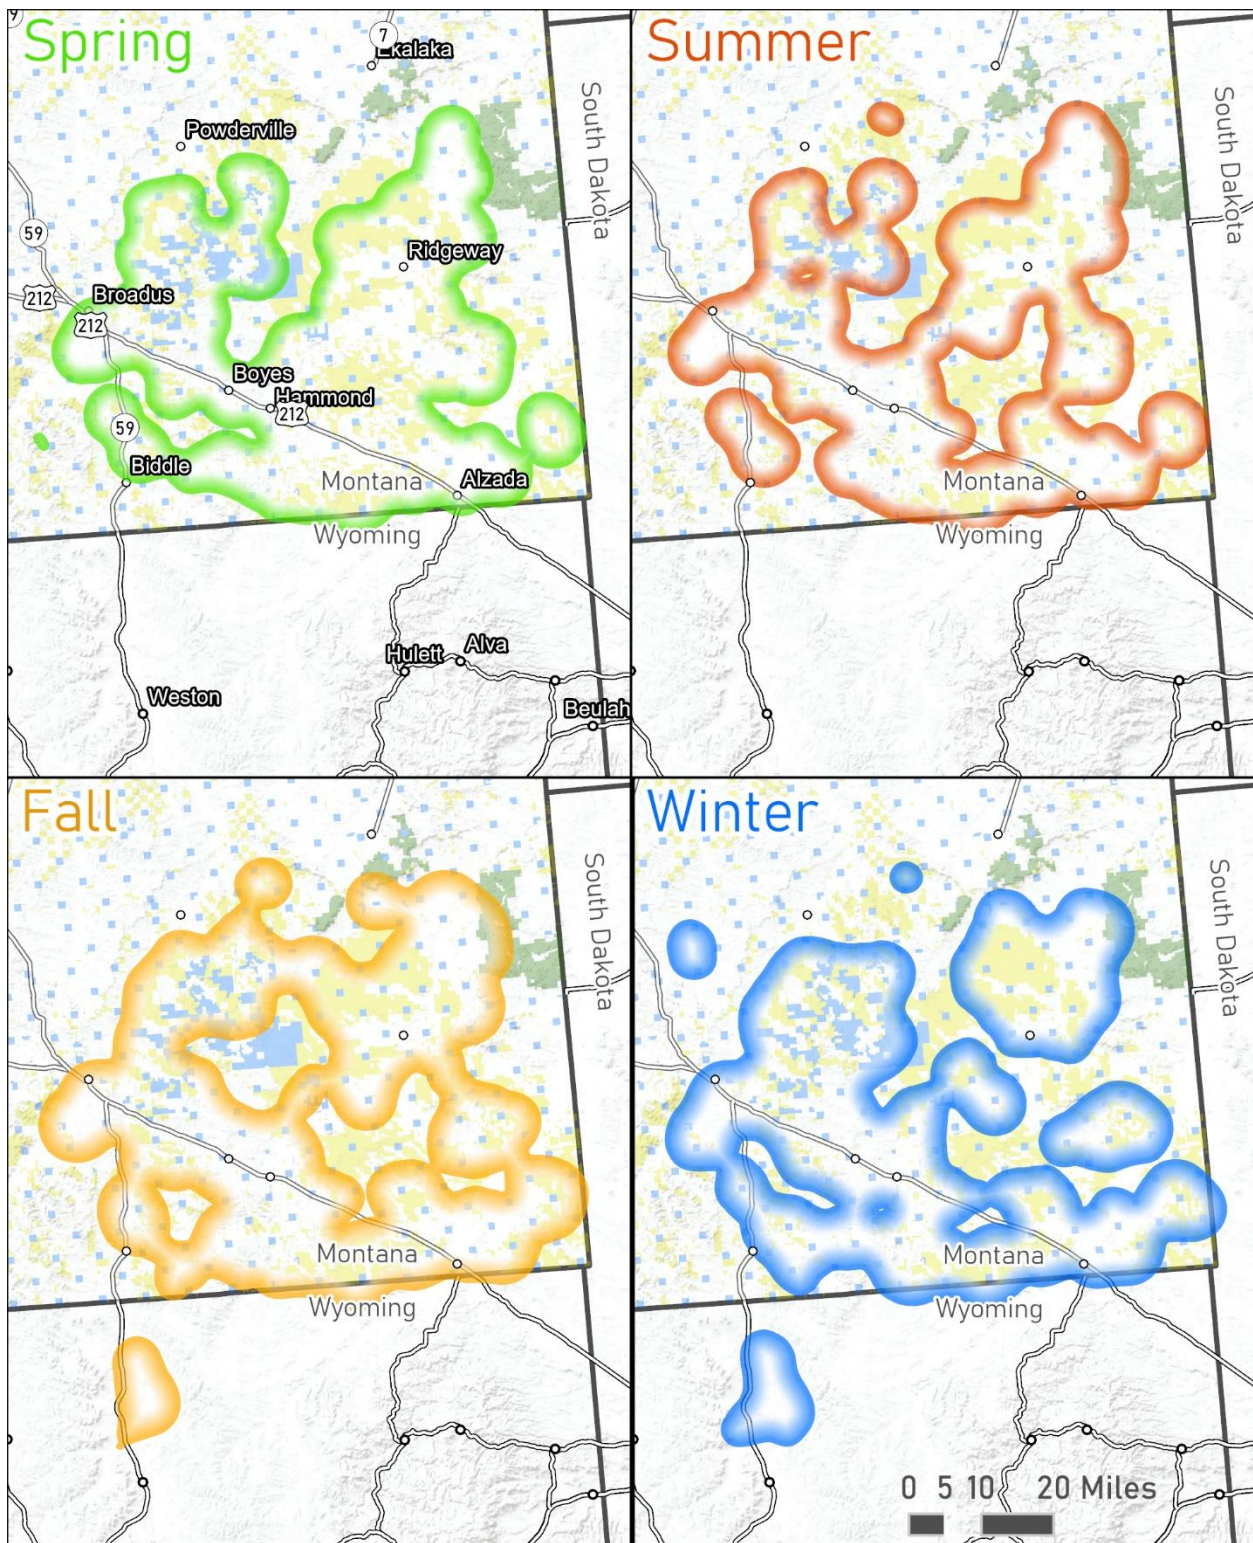 Spring
7
Ekalaka
Powderville
South Dakota
59
Ridgeway
212
Broadus
212
Boyes
Hammond
212
59
Biddle
Montana
Alzada
Wyoming
Alva
Hulett
Weston
Beulah
Summer
South Dakota
Montana
Wyoming
Fall
South Dakota
Montana
Wyoming
Winter
South Dakota
Montana
Wyoming
0 5 10 20 Miles